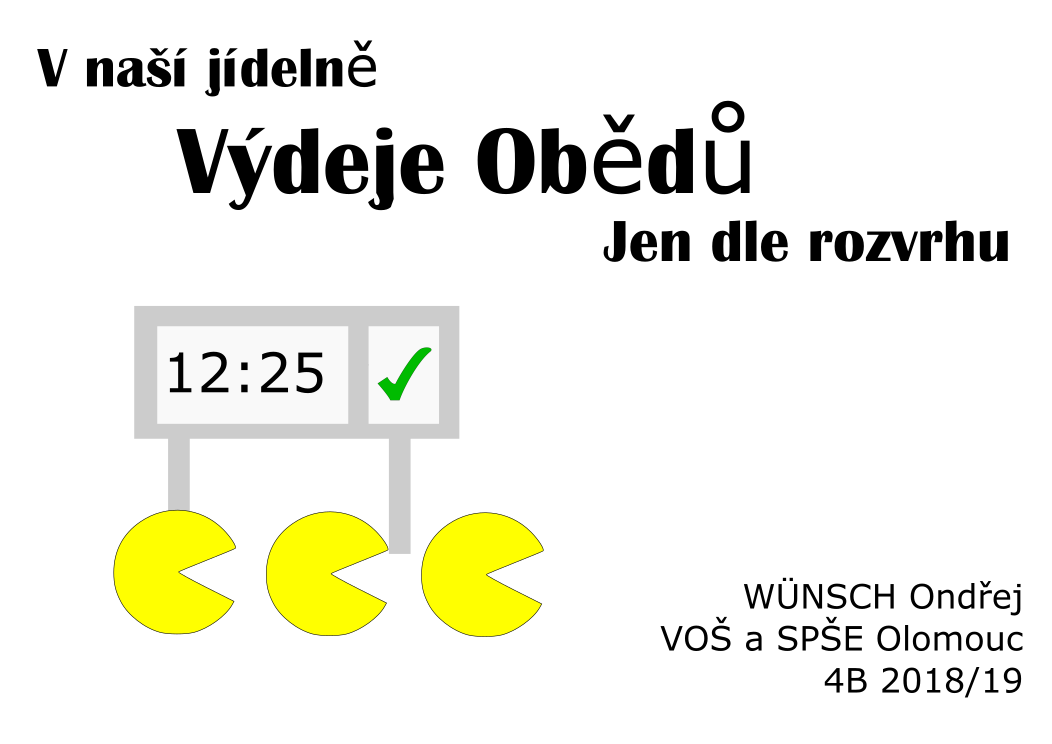 V naší jídelně
Výdeje Obědů
Jen dle rozvrhu
12:25
WÜNSCH Ondřej
VOŠ a SPŠE Olomouc
4B 2018/19